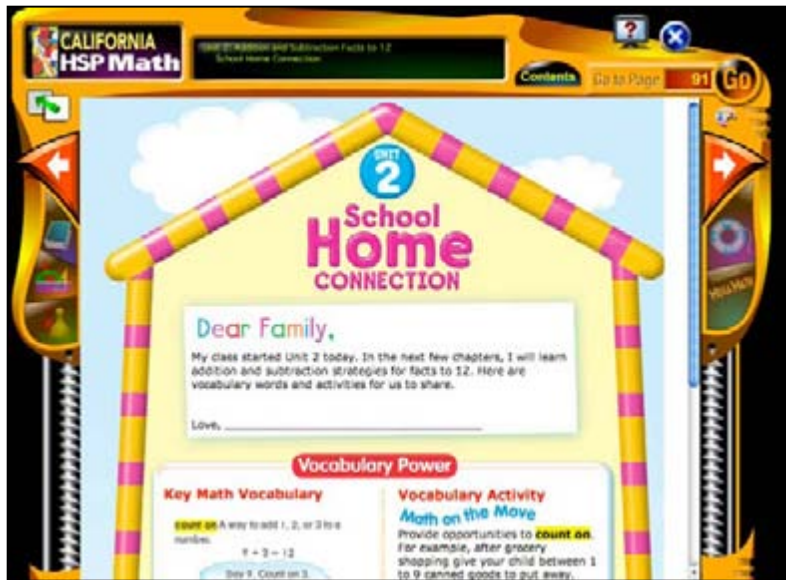 CALIFORNIA
HSP Math
Unit 2: Addition and Subtraction Facts to 12
School Home Connection
Contents
Go to Page
91
GO
UNIT
2
School
Home
CONNECTION
Dear Family,
My class started Unit 2 today. In the next few chapters, I will learn
addition and subtraction strategies for facts to 12. Here are
vocabulary words and activities for us to share.
Love,
Vocabulary Power
Key Math Vocabulary
count on A way to add 1, 2, or 3 to a
number.
9 + 3 = 12
Say 9. Count on 3.
Vocabulary Activity
Math on the Move
Provide opportunities to count on.
For example, after grocery
shopping give your child between 1
to 9 canned goods to put away.